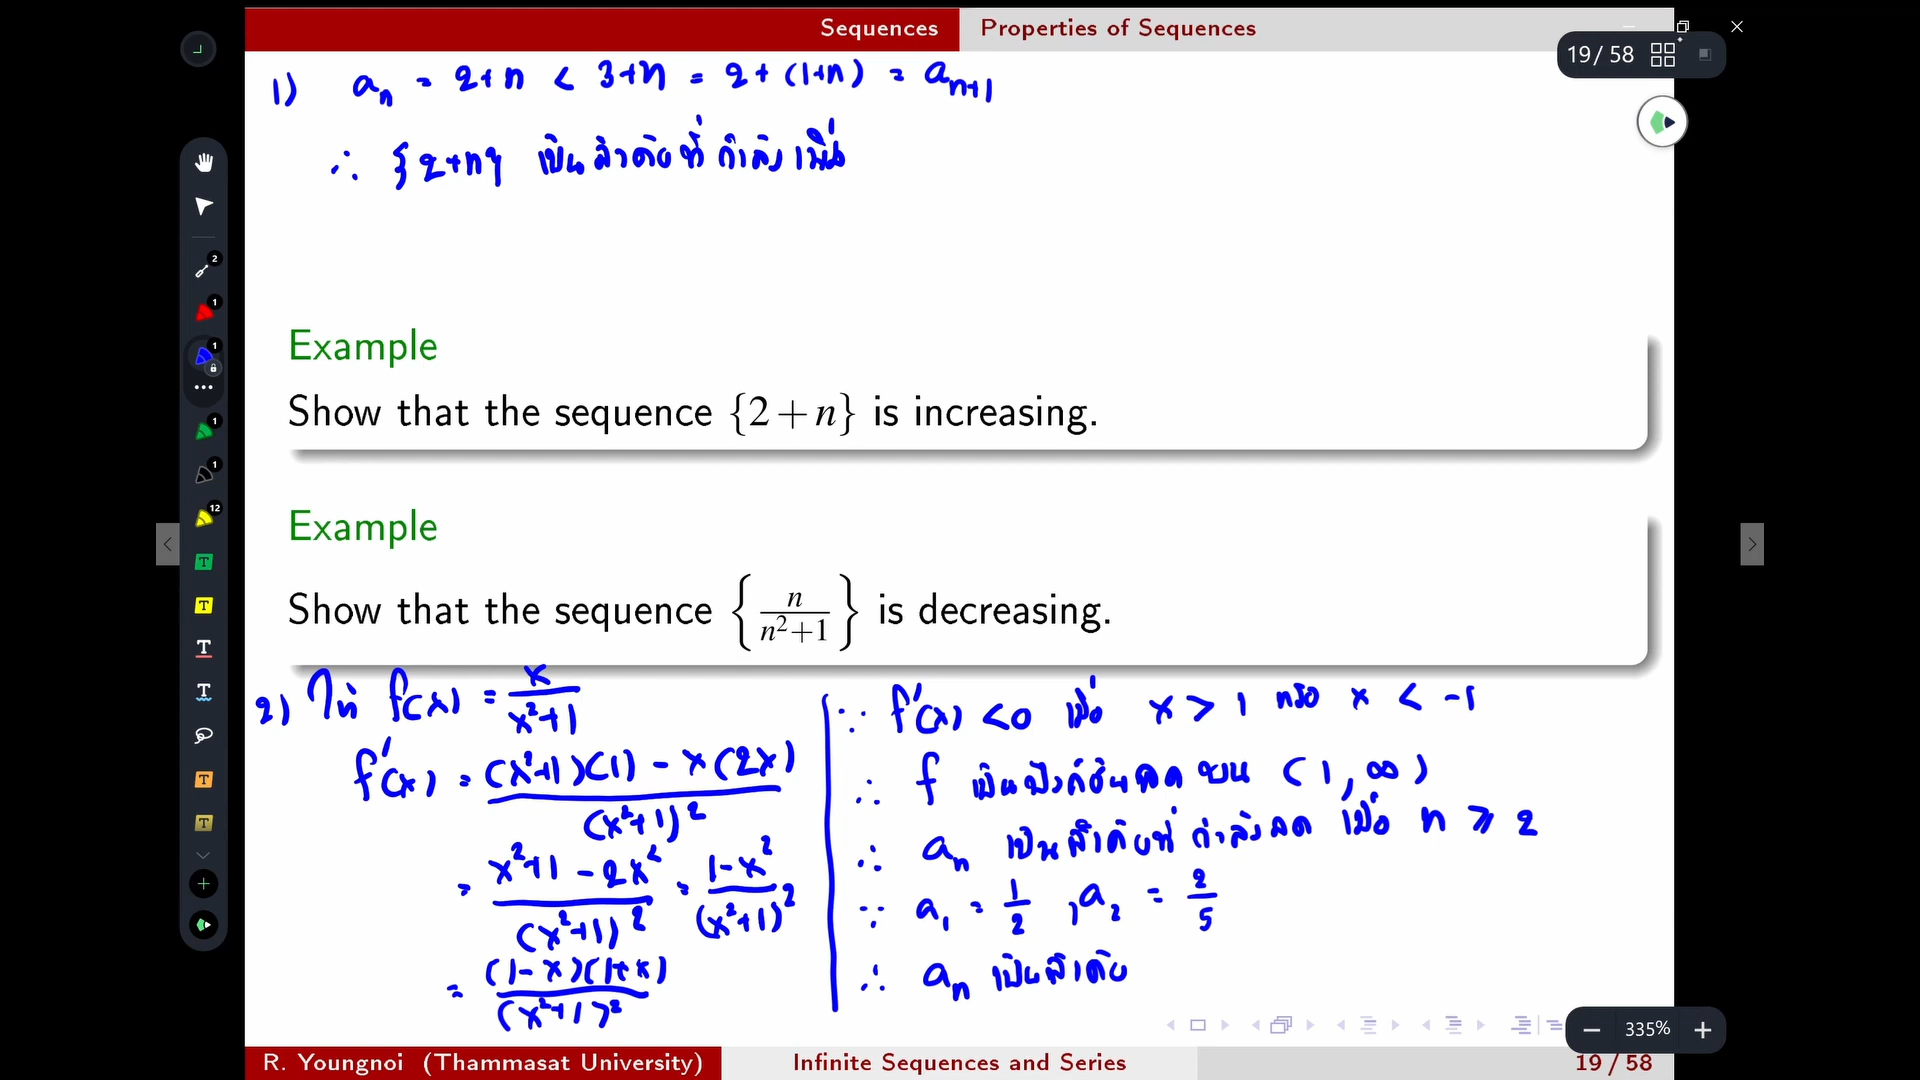 Sequences Properties of Sequences
19/58
1) aₙ = 2+n < 3+n = 2+(1+n) = aₙ₊₁
∴ {2+n} เป็นลำดับที่กำลังเพิ่ม
Example
Show that the sequence {2+n} is increasing.
Example
Show that the sequence {n/(n²+1)} is decreasing.
2) ให้ f(x) = x/(x²+1)
f'(x) = ((x²+1)(1) - x(2x))/(x²+1)²
= (x²+1-2x²)/(x²+1)² = (1-x²)/(x²+1)²
= (1-x)(1+x)/(x²+1)²
∵ f'(x) < 0 เมื่อ x > 1 หรือ x < -1
∴ f เป็นฟังก์ชันลด บน (1, ∞)
∴ aₙ เป็นลำดับที่กำลังลด เมื่อ n ≥ 2
∵ a₁ = 1/2, a₂ = 2/5
∴ aₙ เป็นลำดับ
335%
R. Youngnoi (Thammasat University) Infinite Sequences and Series 19/58